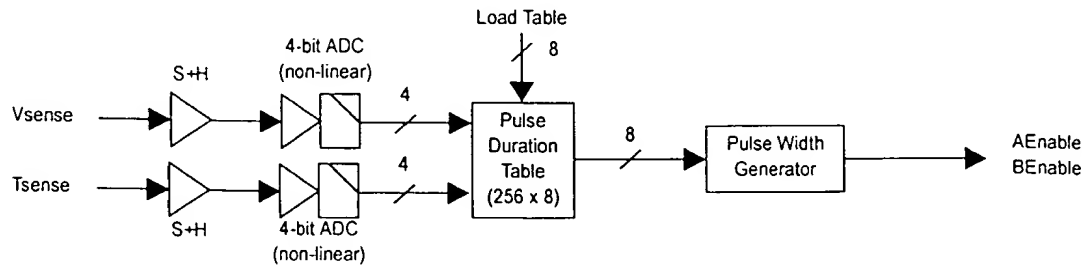 Load Table
8
4-bit ADC
(non-linear)
S+H
4
Vsense
Pulse
Duration
Table
(256 x 8)
8
Pulse Width
Generator
AEnable
BEnable
4
Tsense
S+H
4-bit ADC
(non-linear)